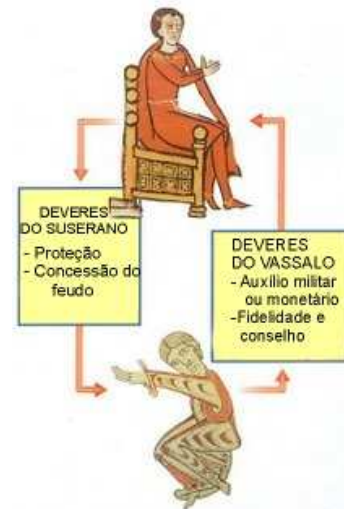 DEVERES
DO SUSERANO
- Proteção
- Concessão do
feudo
DEVERES
DO VASSALO
- Auxílio militar
ou monetário
-Fidelidade e
conselho